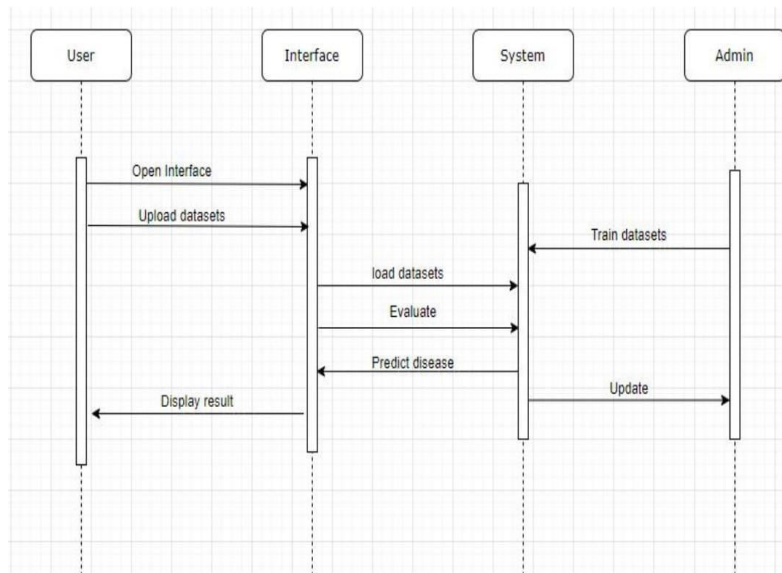 User
Interface
System
Admin
Open Interface
Upload datasets
Train datasets
load datasets
Evaluate
Predict disease
Update
Display result